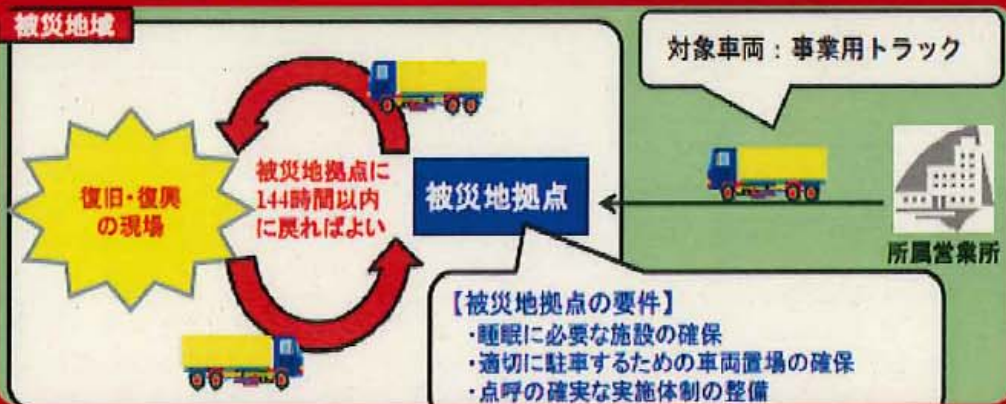 被災地域
対象車両：事業用トラック
復旧・復興
の現場
被災地拠点に
144時間以内
に戻ればよい
被災地拠点
所属営業所
【被災地拠点の要件】
・睡眠に必要な施設の確保
・適切に駐車するための車両置場の確保
・点呼の確実な実施体制の整備